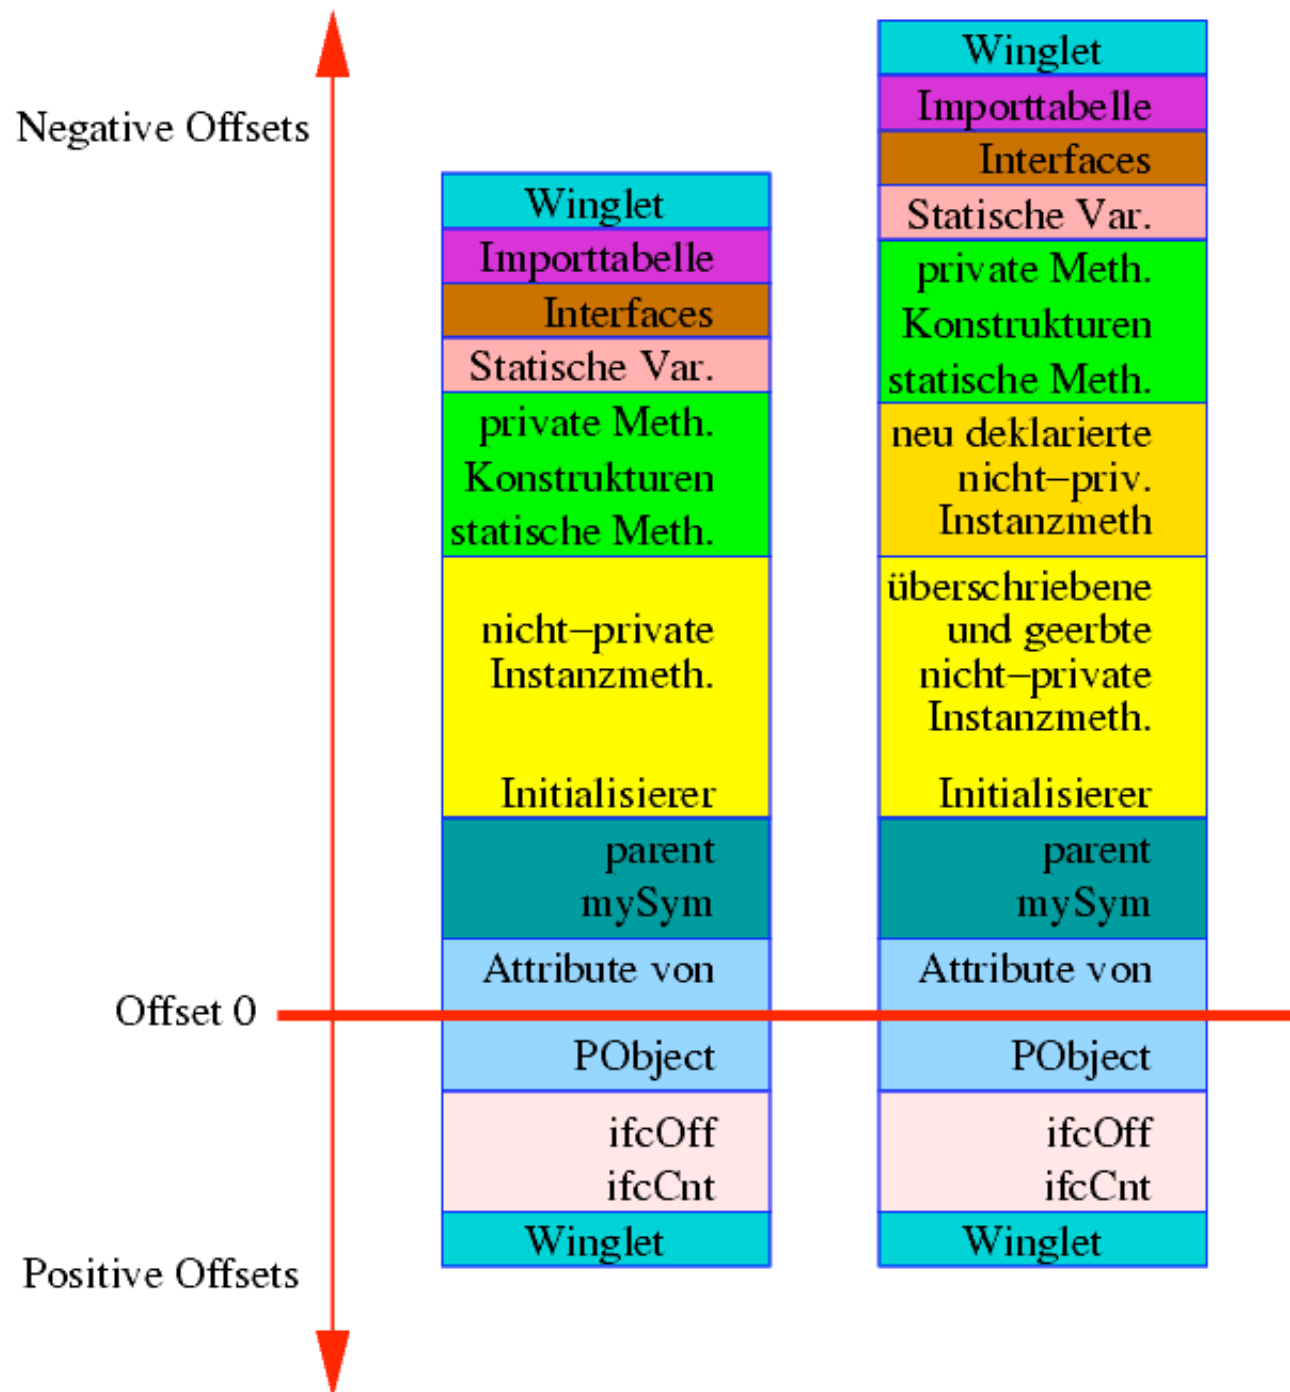 Negative Offsets
Offset 0
Positive Offsets
Winglet
Importtabelle
Interfaces
Statische Var.
private Meth.
Konstrukturen
statische Meth.
nicht–private
Instanzmeth.
Initialisierer
parent
mySym
Attribute von
PObject
ifcOff
ifcCnt
Winglet
Winglet
Importtabelle
Interfaces
Statische Var.
private Meth.
Konstrukturen
statische Meth.
neu deklarierte
nicht–priv.
Instanzmeth
überschriebene
und geerbte
nicht–private
Instanzmeth.
Initialisierer
parent
mySym
Attribute von
PObject
ifcOff
ifcCnt
Winglet